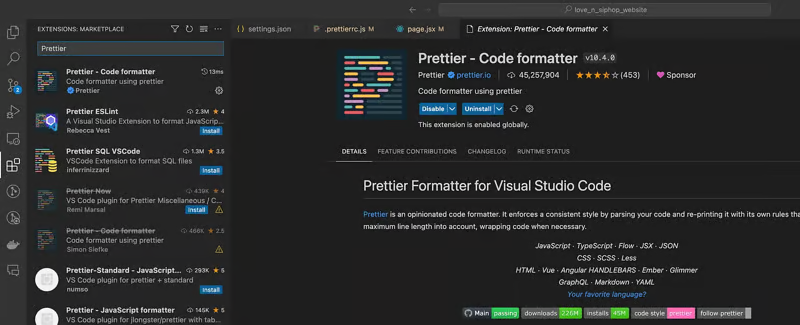 love_n_siphop_website
EXTENSIONS: MARKETPLACE
Prettier
settings.json
.prettierrc.js M
page.jsx M
Extension: Prettier - Code formatter
Prettier - Code formatter
13ms
Code formatter using prettier
Prettier
Prettier ESLint
2.3M 4
A Visual Studio Extension to format JavaScrip...
Rebecca Vest
Install
Prettier SQL VSCode
1.3M 3.5
VSCode Extension to format SQL files
inferrinizzard
Install
Prettier Now
439K 4
VS Code plugin for Prettier Miscellaneous / C...
Remi Marsal
Install
Prettier - Code formatter
466K 2.5
Code formatter using prettier
Simon Siefke
Prettier-Standard - JavaScript...
293K 5
VS Code plugin for prettier + standard
numso
Install
Prettier - JavaScript formatter
145K 5
VS Code plugin for jlongster/prettier with tab...
2
Prettier - Code formatter v10.4.0
Prettier prettier.io 45,257,904 (453) Sponsor
Code formatter using prettier
Disable Uninstall
This extension is enabled globally.
DETAILS FEATURE CONTRIBUTIONS CHANGELOG RUNTIME STATUS
Prettier Formatter for Visual Studio Code
Prettier is an opinionated code formatter. It enforces a consistent style by parsing your code and re-printing it with its own rules tha
maximum line length into account, wrapping code when necessary.
JavaScript · TypeScript · Flow · JSX · JSON
CSS · SCSS · Less
HTML · Vue · Angular HANDLEBARS · Ember · Glimmer
GraphQL · Markdown · YAML
Your favorite language?
Main passing downloads 226M installs 45M code style prettier follow prettier